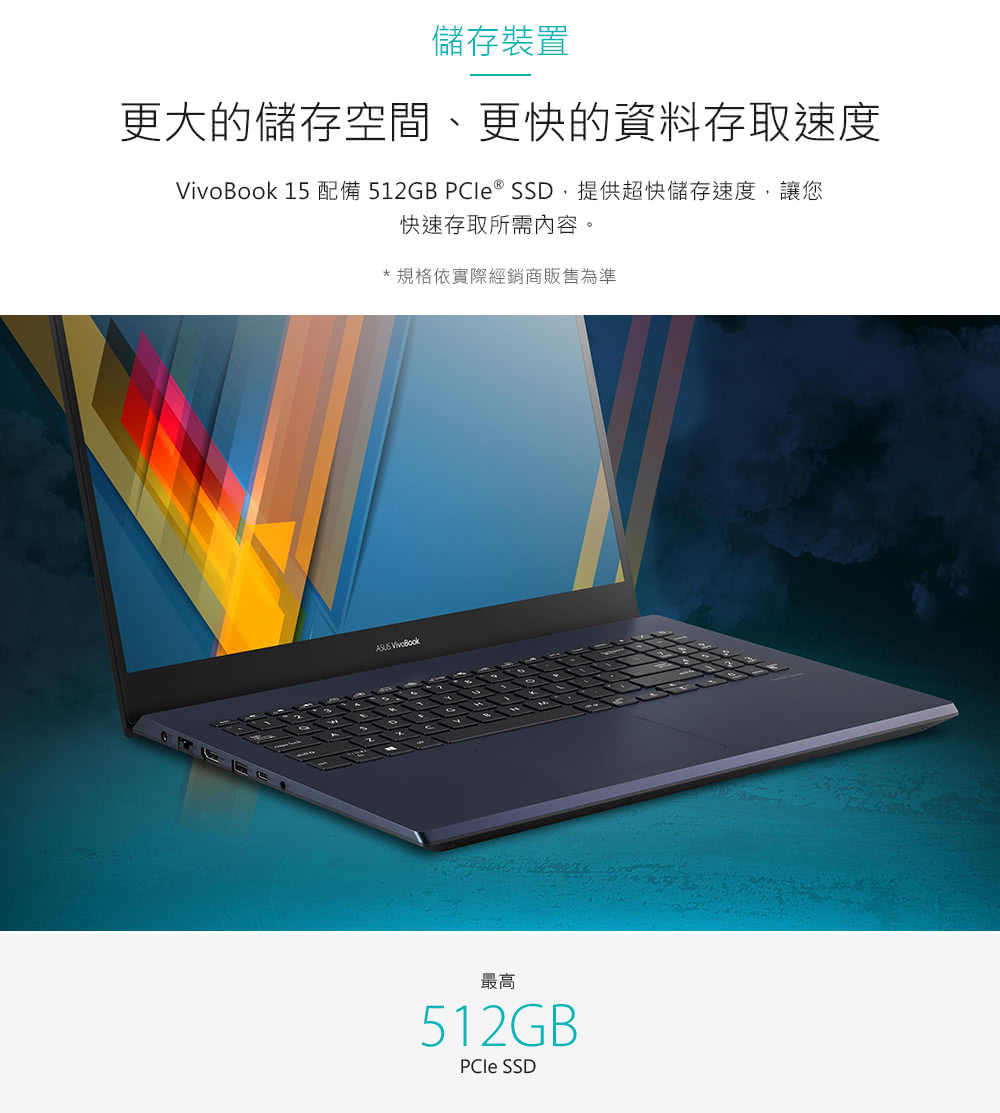 儲存裝置
更大的儲存空間、更快的資料存取速度
VivoBook 15 配備 512GB PCIe® SSD，提供超快儲存速度，讓您
快速存取所需內容。
* 規格依實際經銷商販售為準
ASUS VivoBook
最高
512GB
PCIe SSD